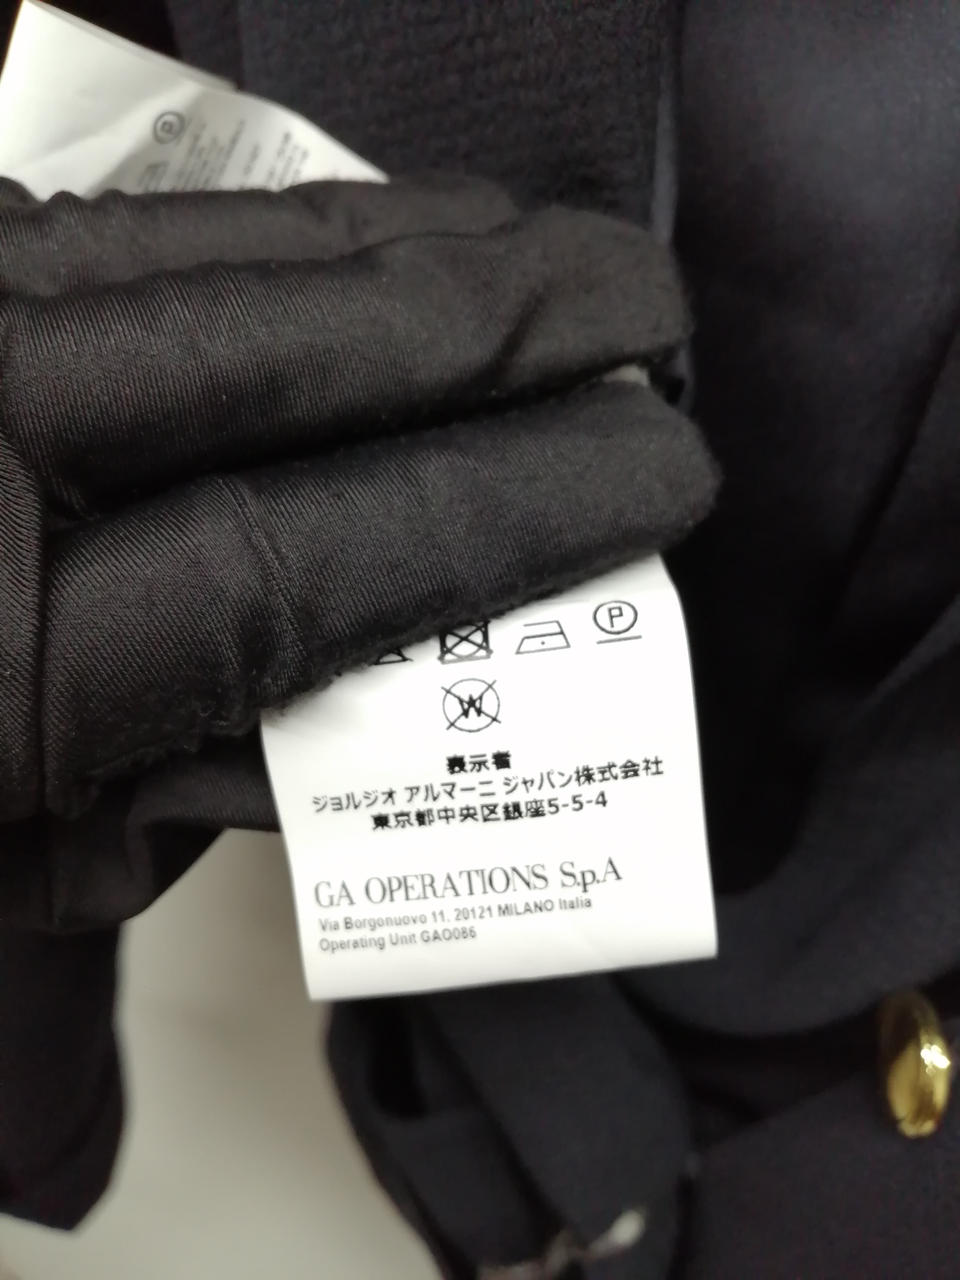 P
P
W
表示者
ジョルジオ アルマーニ ジャパン株式会社
東京都中央区銀座5-5-4
GA OPERATIONS S.p.A
Via Borgonuovo 11, 20121 MILANO Italia
Operating Unit GAO086